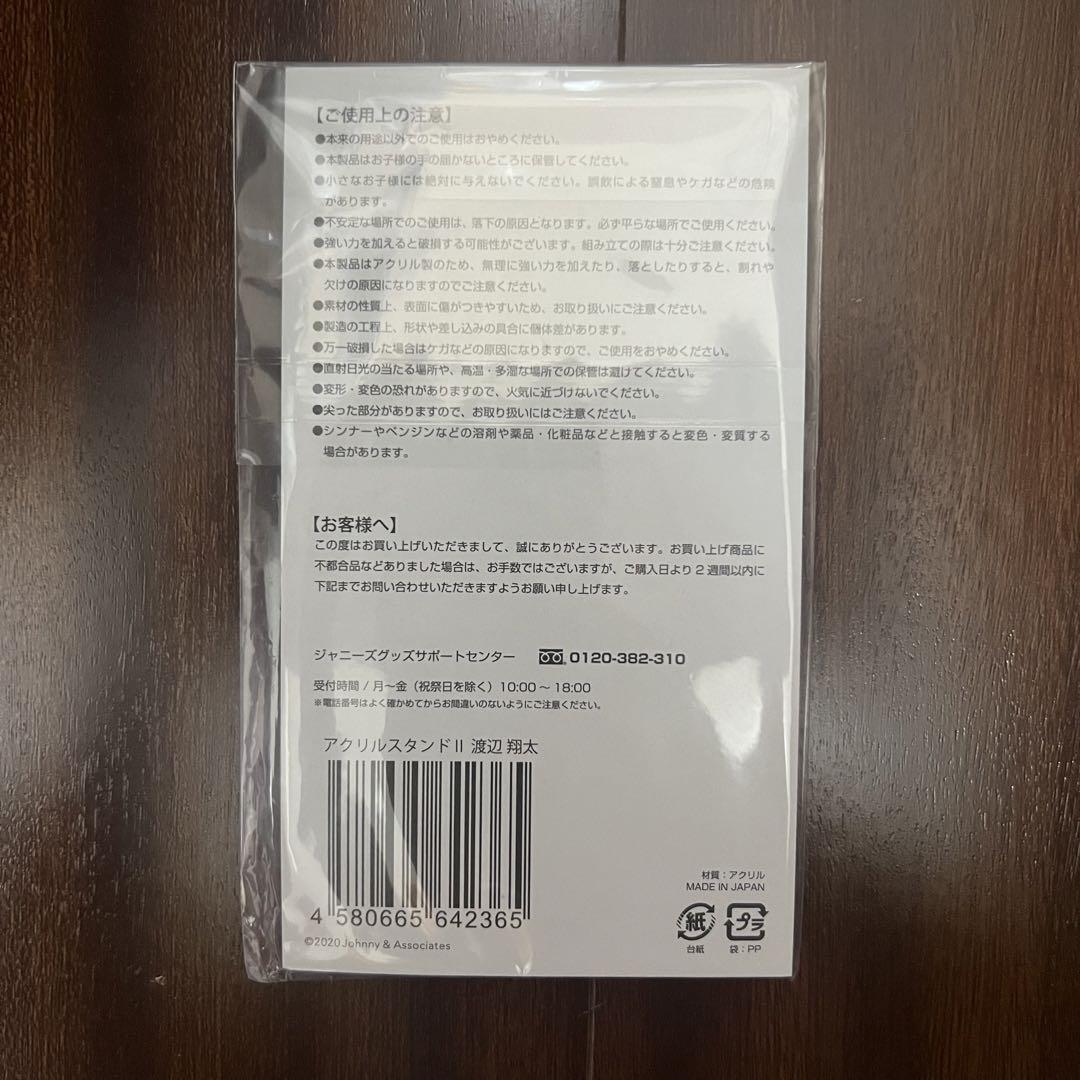 【ご使用上の注意】
●本来の用途以外でのご使用はおやめください。
●本製品はお子様の手の届かないところに保管してください。
●小さなお子様には絶対に与えないでください。誤飲による窒息やケガなどの危険
があります。
●不安定な場所でのご使用は、落下の原因となります。必ず平らな場所でご使用ください。
●強い力を加えると破損する可能性がございます。組み立ての際は十分ご注意ください。
●本製品はアクリル製のため、無理に強い力を加えたり、落としたりすると、割れや
欠けの原因になりますのでご注意ください。
●素材の性質上、表面に傷がつきやすいため、お取り扱いにご注意ください。
●製造の工程上、形状や差し込みの具合に個体差があります。
●万一破損した場合はケガなどの原因になりますので、ご使用をおやめください。
●直射日光の当たる場所や、高温・多湿な場所での保管は避けてください。
●変形・変色の恐れがありますので、火気に近づけないでください。
●尖った部分がありますので、お取り扱いにはご注意ください。
●シンナーやベンジンなどの溶剤や薬品・化粧品などと接触すると変色・変質する
場合があります。
【お客様へ】
この度はお買い上げいただきまして、誠にありがとうございます。お買い上げ商品に
不都合品などありました場合は、お手数ではございますが、ご購入日より2週間以内に
下記までお問い合わせいただきますようお願い申し上げます。
ジャニーズグッズサポートセンター 0120-382-310
受付時間/月～金(祝祭日を除く)10:00～18:00
※電話番号はよく確かめてからお間違いのないようにご注意ください。
アクリルスタンドII 渡辺 翔太
4 580665 642365
©2020 Johnny & Associates
材質:アクリル
MADE IN JAPAN
紙 プラ
台紙 袋:PP